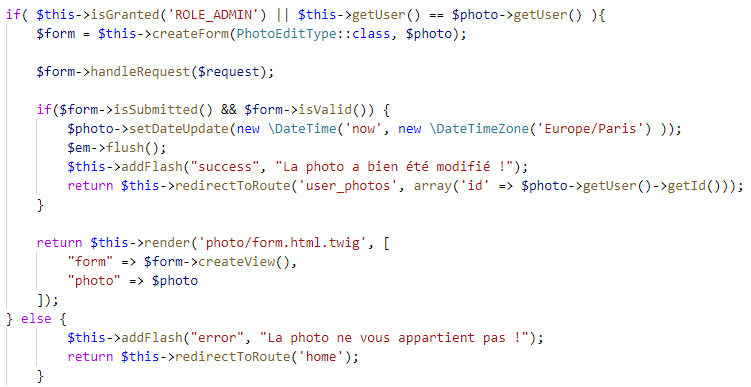 if( $this->isGranted('ROLE_ADMIN') || $this->getUser() == $photo->getUser() ){
    $form = $this->createForm(PhotoEditType::class, $photo);

    $form->handleRequest($request);

    if($form->isSubmitted() && $form->isValid()) {
        $photo->setDateUpdate(new \DateTime('now', new \DateTimeZone('Europe/Paris') ));
        $em->flush();
        $this->addFlash("success", "La photo a bien été modifié !");
        return $this->redirectToRoute('user_photos', array('id' => $photo->getUser()->getId()));
    }

    return $this->render('photo/form.html.twig', [
        "form" => $form->createView(),
        "photo" => $photo
    ]);
} else {
        $this->addFlash("error", "La photo ne vous appartient pas !");
        return $this->redirectToRoute('home');
    }